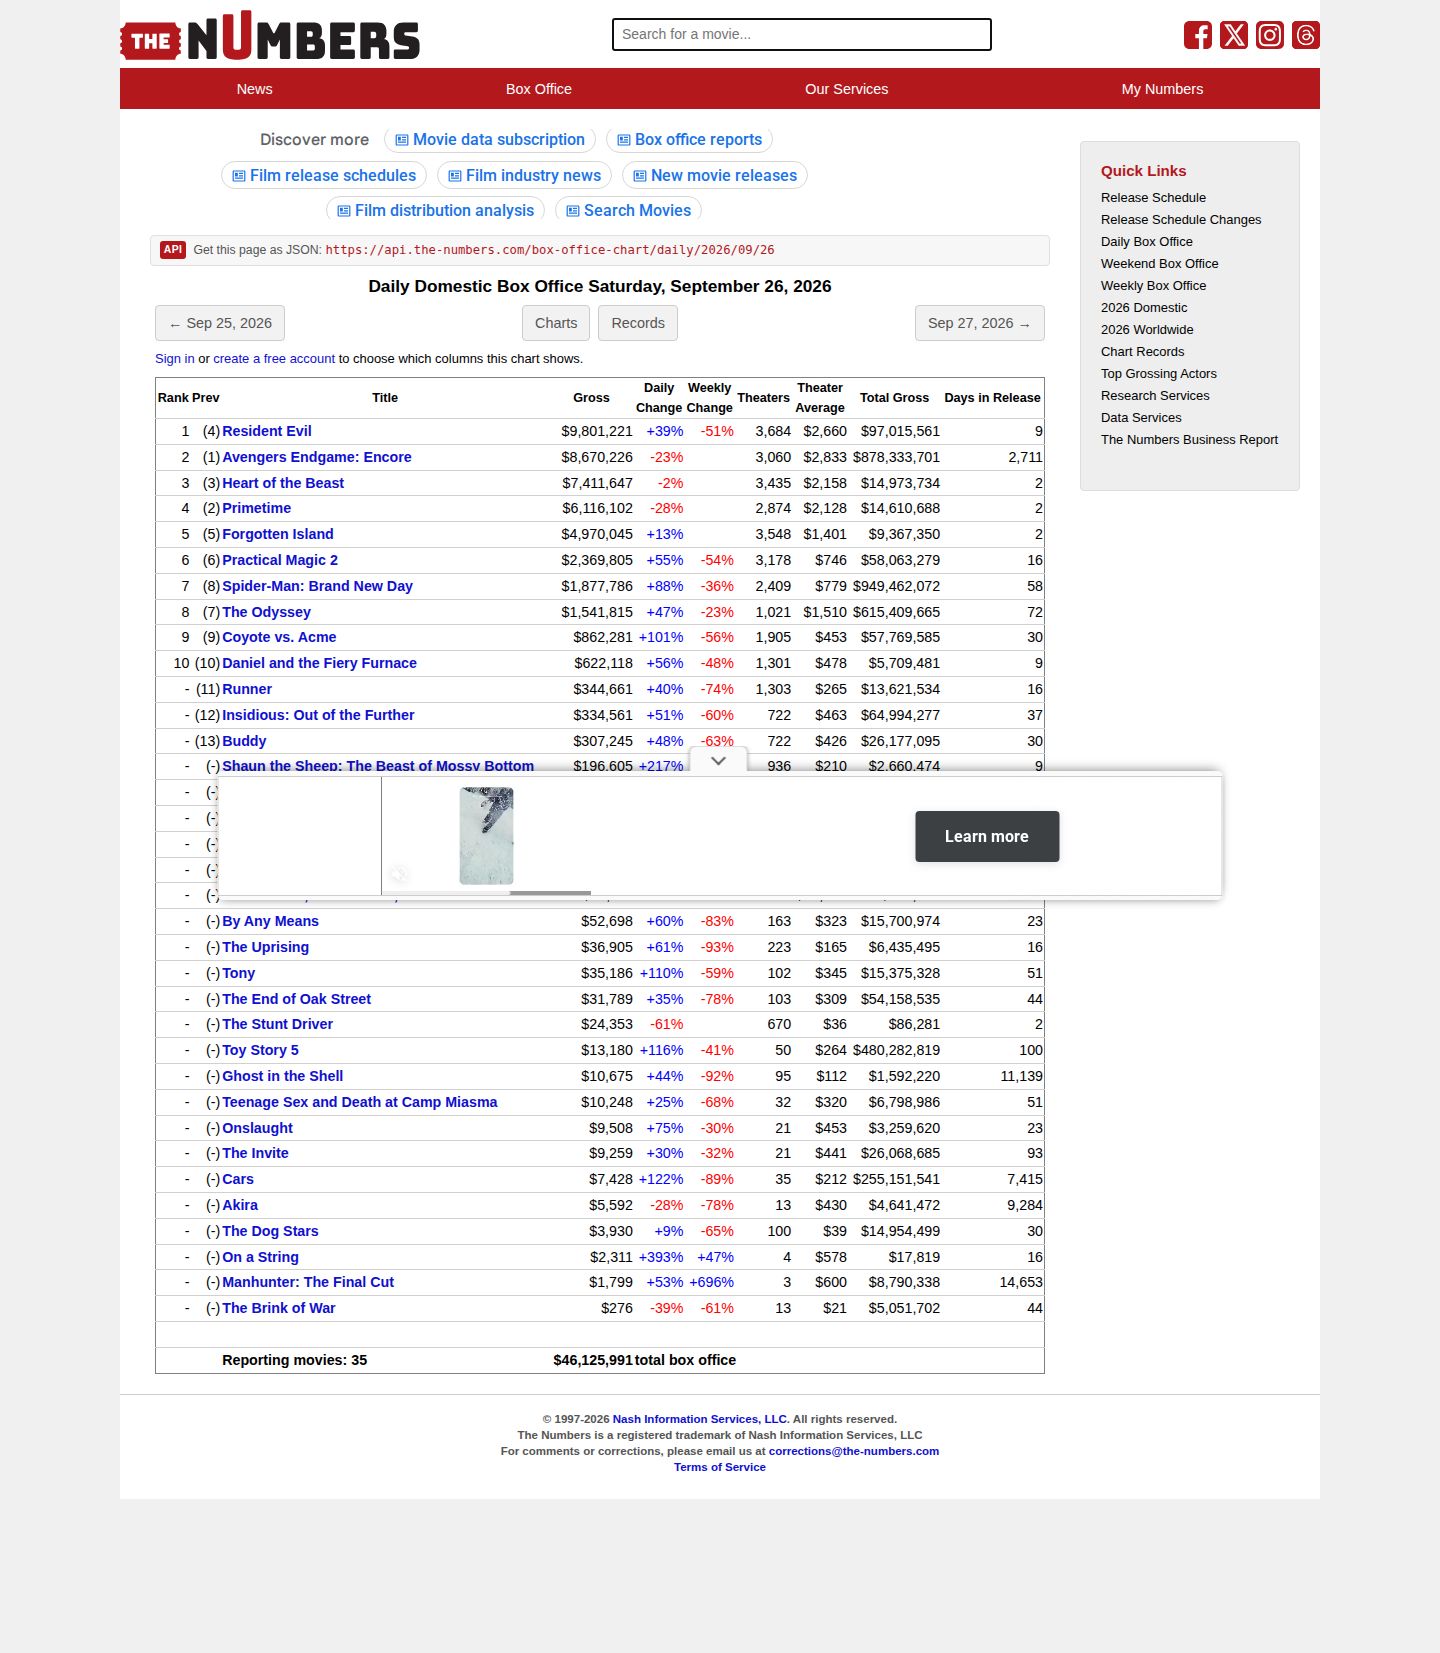 THE NUMBERS
Search for a movie...
News Box Office Our Services My Numbers
Discover more Movie data subscription Box office reports
Film release schedules Film industry news New movie releases
Film distribution analysis Search Movies
API Get this page as JSON: https://api.the-numbers.com/box-office-chart/daily/2026/09/26
Daily Domestic Box Office Saturday, September 26, 2026
← Sep 25, 2026 Charts Records Sep 27, 2026 →
Sign in or create a free account to choose which columns this chart shows.
Rank Prev Title Gross Daily Change Weekly Change Theaters Theater Average Total Gross Days in Release
1 (4) Resident Evil $9,801,221 +39% -51% 3,684 $2,660 $97,015,561 9
2 (1) Avengers Endgame: Encore $8,670,226 -23% 3,060 $2,833 $878,333,701 2,711
3 (3) Heart of the Beast $7,411,647 -2% 3,435 $2,158 $14,973,734 2
4 (2) Primetime $6,116,102 -28% 2,874 $2,128 $14,610,688 2
5 (5) Forgotten Island $4,970,045 +13% 3,548 $1,401 $9,367,350 2
6 (6) Practical Magic 2 $2,369,805 +55% -54% 3,178 $746 $58,063,279 16
7 (8) Spider-Man: Brand New Day $1,877,786 +88% -36% 2,409 $779 $949,462,072 58
8 (7) The Odyssey $1,541,815 +47% -23% 1,021 $1,510 $615,409,665 72
9 (9) Coyote vs. Acme $862,281 +101% -56% 1,905 $453 $57,769,585 30
10 (10) Daniel and the Fiery Furnace $622,118 +56% -48% 1,301 $478 $5,709,481 9
- (11) Runner $344,661 +40% -74% 1,303 $265 $13,621,534 16
- (12) Insidious: Out of the Further $334,561 +51% -60% 722 $463 $64,994,277 37
- (13) Buddy $307,245 +48% -63% 722 $426 $26,177,095 30
- (-) Shaun the Sheep: The Beast of Mossy Bottom $196,605 +217% 936 $210 $2,660,474 9
- (-)
- (-)
- (-)
- (-)
- (-)
Learn more
- (-) By Any Means $52,698 +60% -83% 163 $323 $15,700,974 23
- (-) The Uprising $36,905 +61% -93% 223 $165 $6,435,495 16
- (-) Tony $35,186 +110% -59% 102 $345 $15,375,328 51
- (-) The End of Oak Street $31,789 +35% -78% 103 $309 $54,158,535 44
- (-) The Stunt Driver $24,353 -61% 670 $36 $86,281 2
- (-) Toy Story 5 $13,180 +116% -41% 50 $264 $480,282,819 100
- (-) Ghost in the Shell $10,675 +44% -92% 95 $112 $1,592,220 11,139
- (-) Teenage Sex and Death at Camp Miasma $10,248 +25% -68% 32 $320 $6,798,986 51
- (-) Onslaught $9,508 +75% -30% 21 $453 $3,259,620 23
- (-) The Invite $9,259 +30% -32% 21 $441 $26,068,685 93
- (-) Cars $7,428 +122% -89% 35 $212 $255,151,541 7,415
- (-) Akira $5,592 -28% -78% 13 $430 $4,641,472 9,284
- (-) The Dog Stars $3,930 +9% -65% 100 $39 $14,954,499 30
- (-) On a String $2,311 +393% +47% 4 $578 $17,819 16
- (-) Manhunter: The Final Cut $1,799 +53% +696% 3 $600 $8,790,338 14,653
- (-) The Brink of War $276 -39% -61% 13 $21 $5,051,702 44
Reporting movies: 35 $46,125,991 total box office
Quick Links
Release Schedule
Release Schedule Changes
Daily Box Office
Weekend Box Office
Weekly Box Office
2026 Domestic
2026 Worldwide
Chart Records
Top Grossing Actors
Research Services
Data Services
The Numbers Business Report
© 1997-2026 Nash Information Services, LLC. All rights reserved.
The Numbers is a registered trademark of Nash Information Services, LLC
For comments or corrections, please email us at corrections@the-numbers.com
Terms of Service